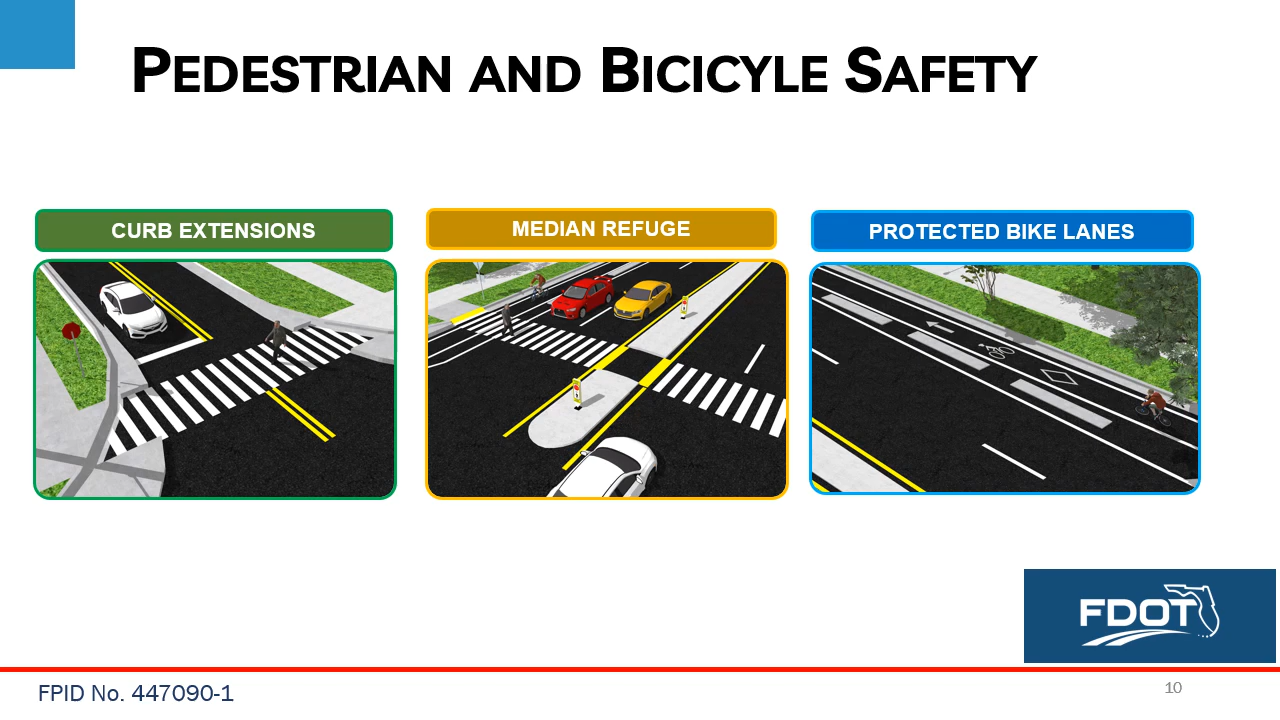 PEDESTRIAN AND BICICYLE SAFETY
CURB EXTENSIONS
MEDIAN REFUGE
PROTECTED BIKE LANES
FDOT
FPID No. 447090-1
10